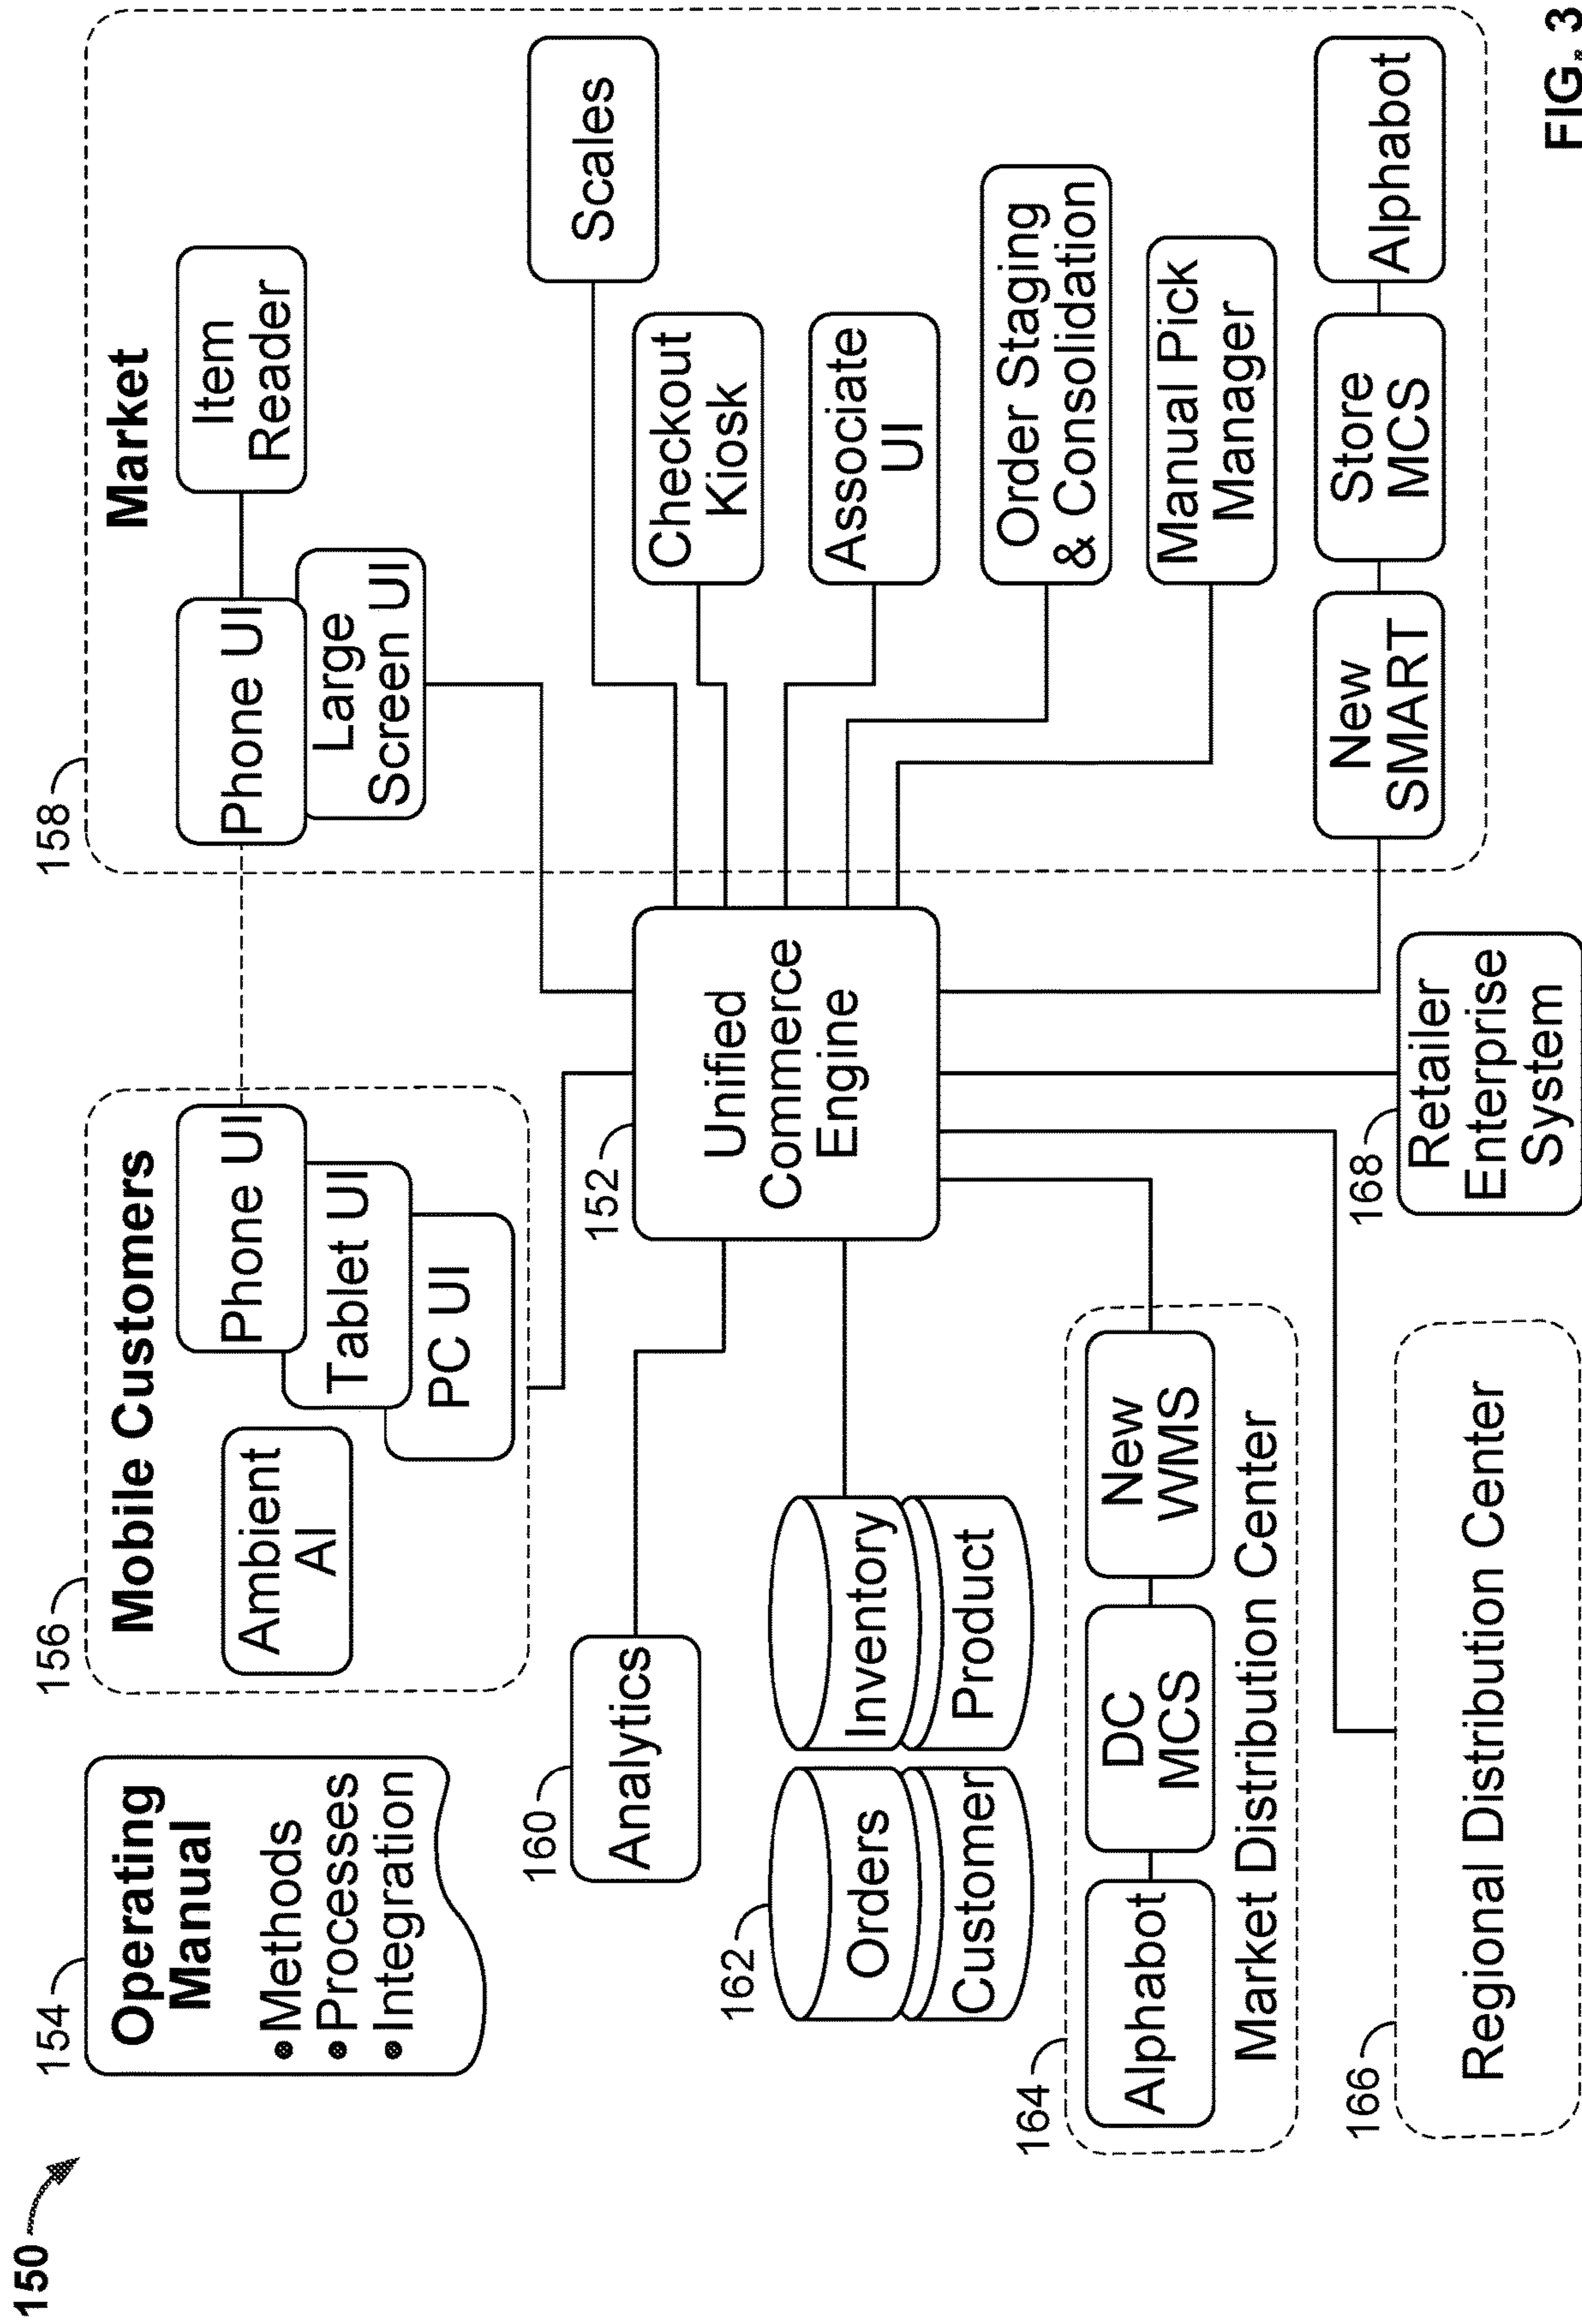 150
154
Operating
Manual
• Methods
• Processes
• Integration
156
Mobile Customers
Ambient
AI
Phone UI
Tablet UI
PC UI
158
Market
Phone UI
Large
Screen UI
Item
Reader
Scales
Checkout
Kiosk
Associate
UI
Order Staging
& Consolidation
Manual Pick
Manager
New
SMART
Store
MCS
Alphabot
152
Unified
Commerce
Engine
160
Analytics
162
Orders
Customer
Inventory
Product
164
Alphabot
DC
MCS
New
WMS
Market Distribution Center
166
Regional Distribution Center
168
Retailer
Enterprise
System
FIG. 3